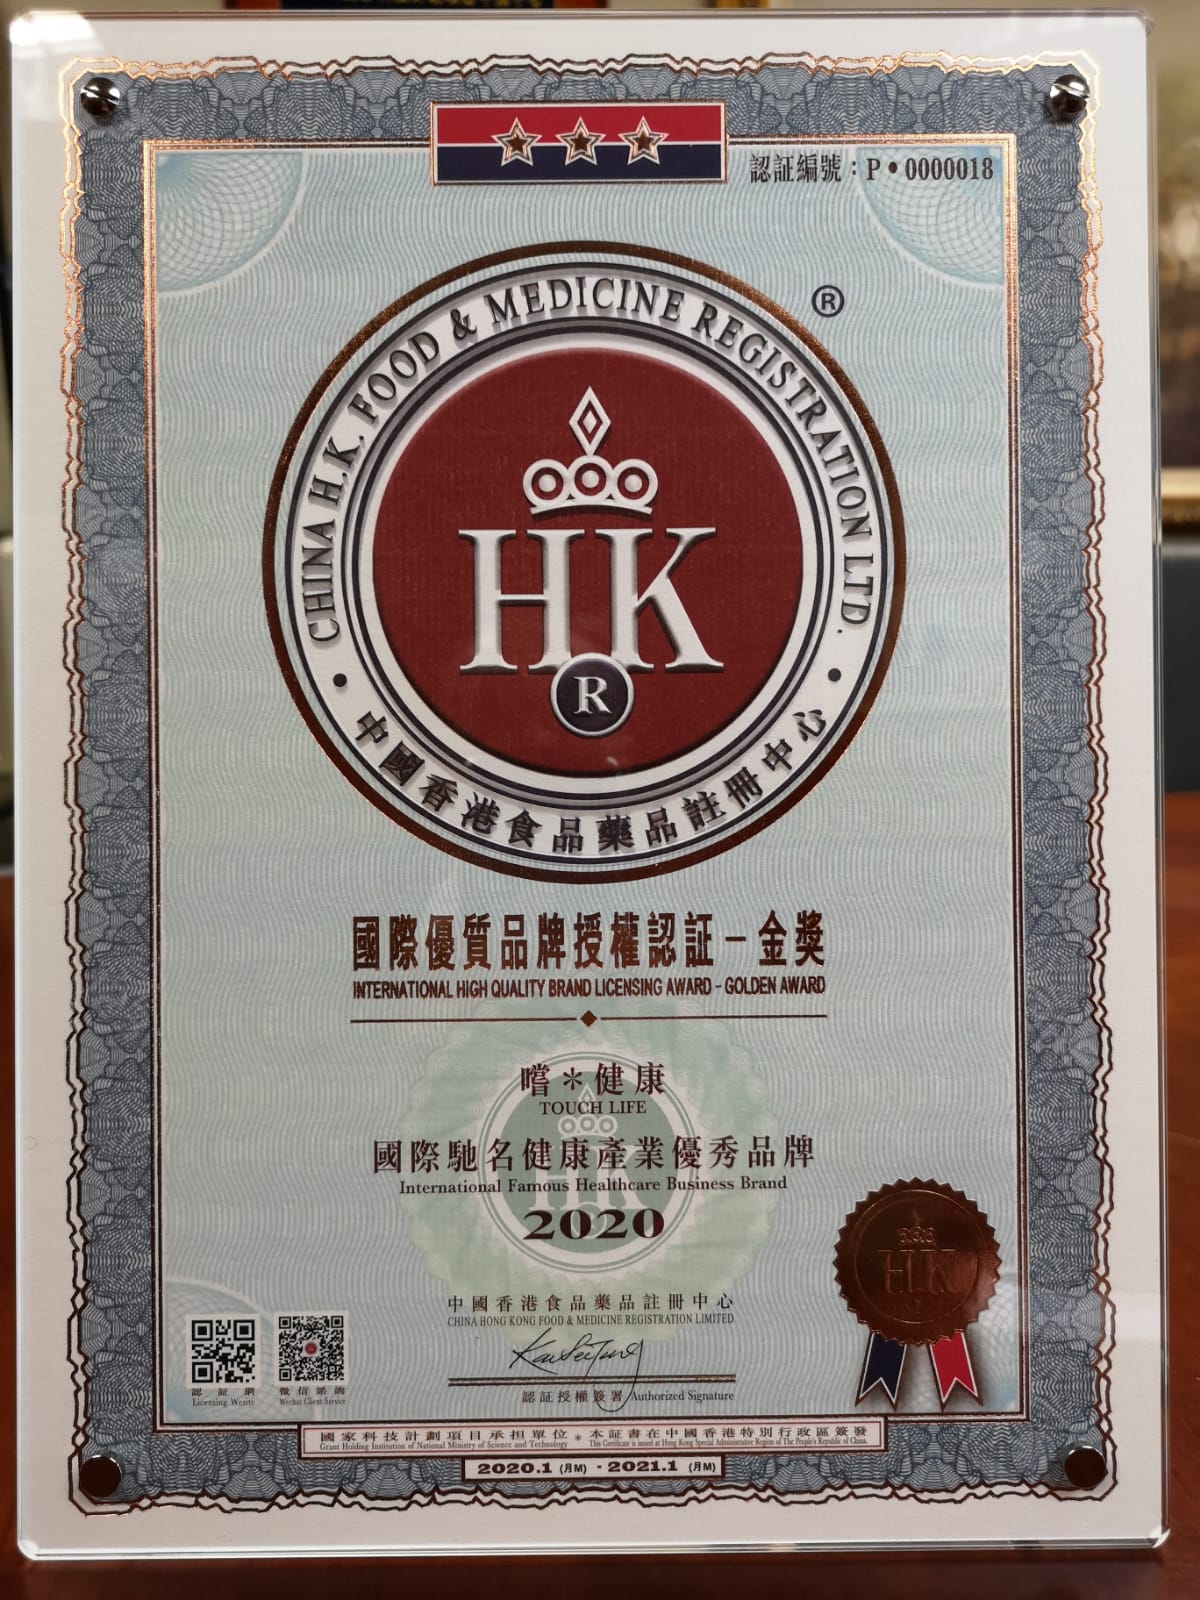 認証編號：P•0000018
®
CHINA H.K. FOOD & MEDICINE REGISTRATION LTD.
HK
R
•中國香港食品藥品註冊中心•
國際優質品牌授權認証－金獎
INTERNATIONAL HIGH QUALITY BRAND LICENSING AWARD - GOLDEN AWARD
嚐＊健康
TOUCH LIFE
國際馳名健康產業優秀品牌
International Famous Healthcare Business Brand
2020
HK
中國香港食品藥品註冊中心
CHINA HONG KONG FOOD & MEDICINE REGISTRATION LIMITED
認証網
Licensing Wesite
微信諮詢
Wechat Client Service
認証授權簽署 Authorized Signature
國家科技計劃項目承担單位 * 本証書在中國香港特別行政區簽發
Grant Holding Institution of National Ministry of Science and Technology This Certificate is issued at Hong Kong Special Administrative Region of The People's Republic of China.
2020.1 (月M) - 2021.1 (月M)